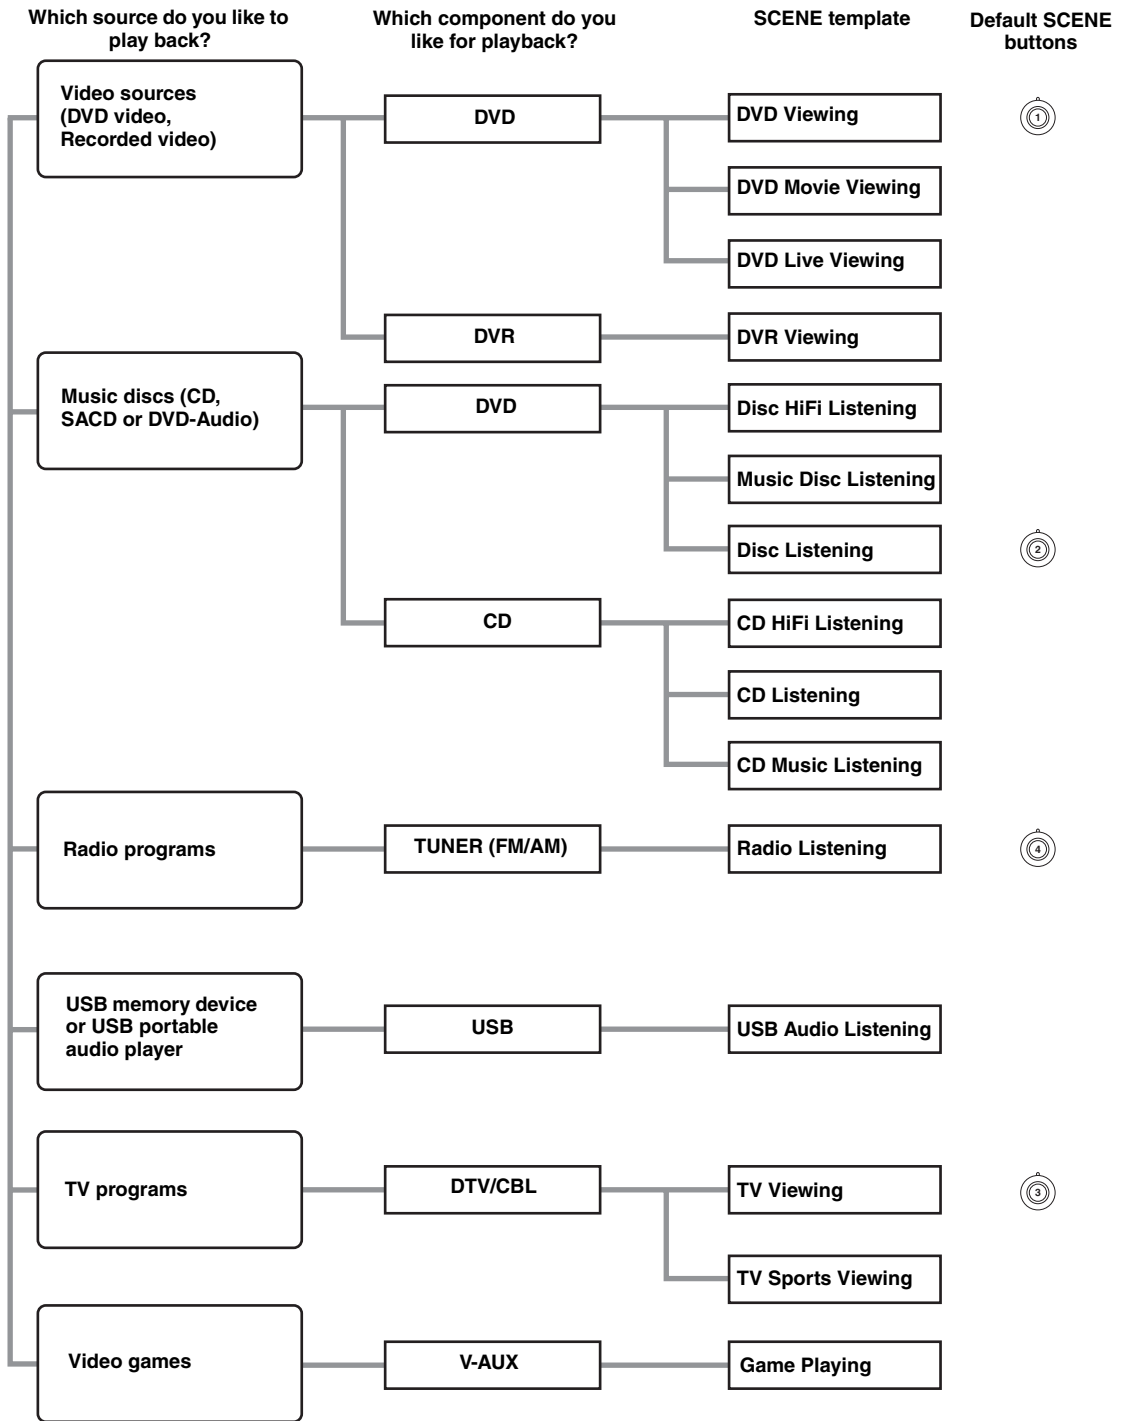 Which source do you like to
play back?
Which component do you
like for playback?
SCENE template
Default SCENE
buttons
Video sources
(DVD video,
Recorded video)
DVD
DVD Viewing
1
DVD Movie Viewing
DVD Live Viewing
DVR
DVR Viewing
Music discs (CD,
SACD or DVD-Audio)
DVD
Disc HiFi Listening
Music Disc Listening
Disc Listening
2
CD
CD HiFi Listening
CD Listening
CD Music Listening
Radio programs
TUNER (FM/AM)
Radio Listening
4
USB memory device
or USB portable
audio player
USB
USB Audio Listening
TV programs
DTV/CBL
TV Viewing
3
TV Sports Viewing
Video games
V-AUX
Game Playing